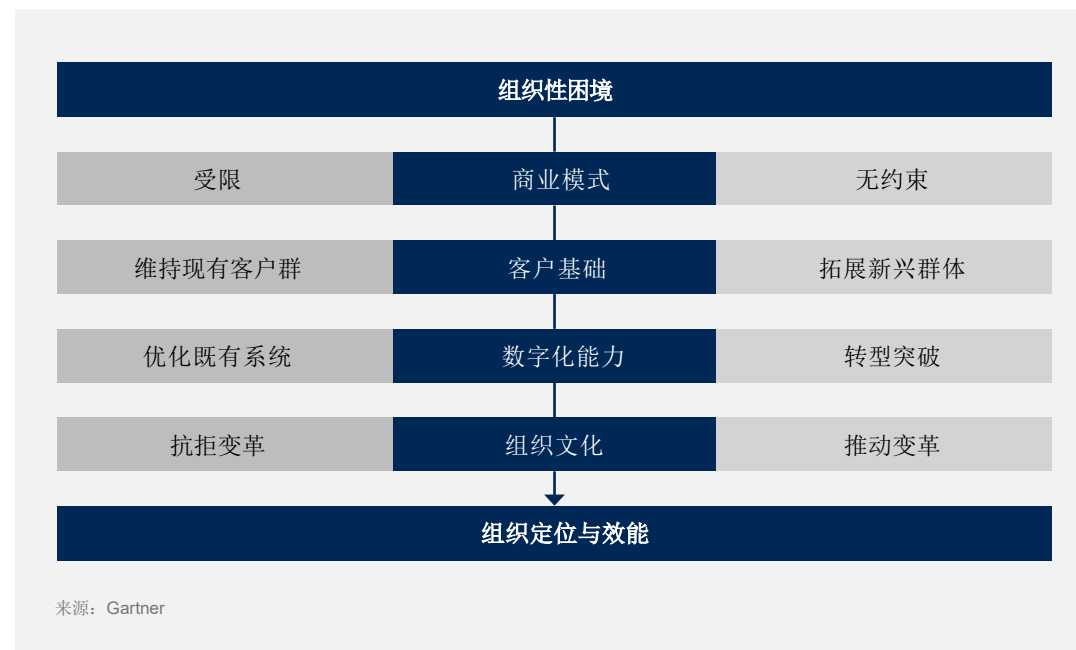 组织性困境
受限 商业模式 无约束
维持现有客户群 客户基础 拓展新兴群体
优化既有系统 数字化能力 转型突破
抗拒变革 组织文化 推动变革
组织定位与效能
来源：Gartner